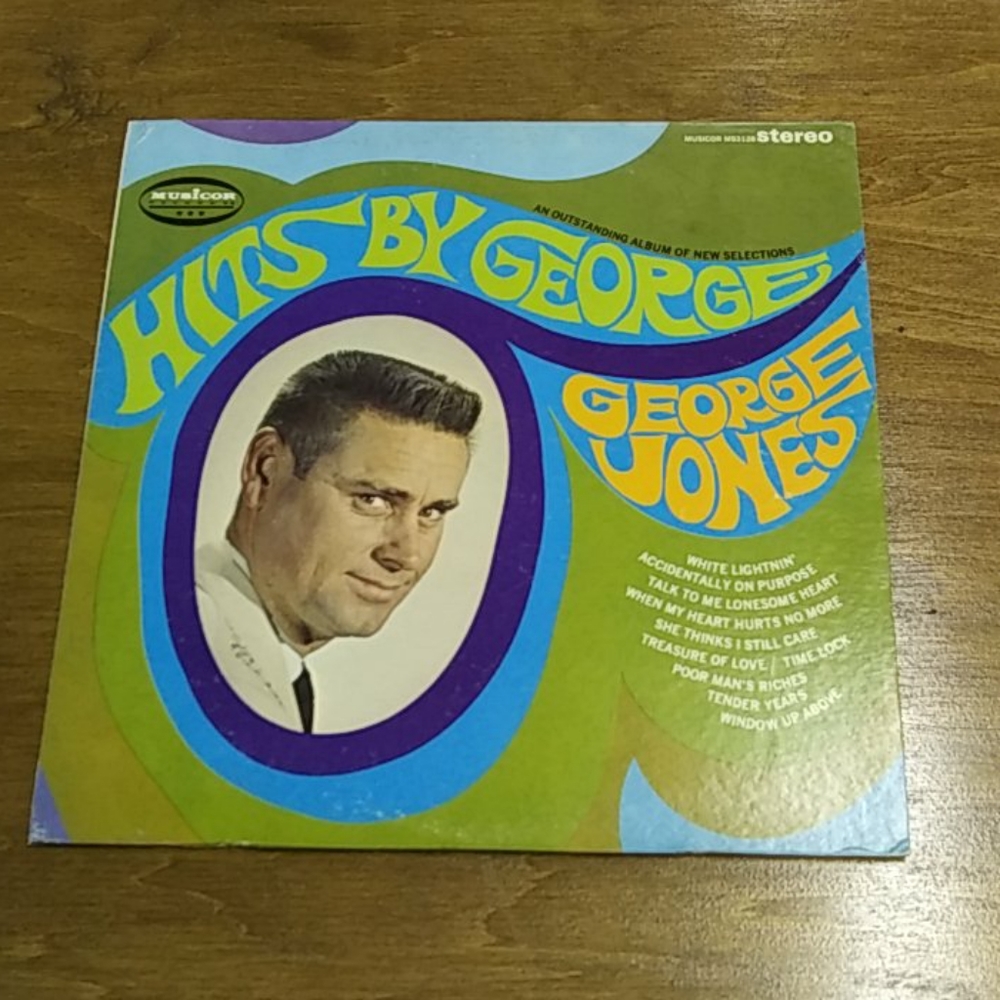 MUSICOR MS3128 stereo
MUSICOR
AN OUTSTANDING ALBUM OF NEW SELECTIONS
HITS BY GEORGE
GEORGE
JONES
WHITE LIGHTNIN'
ACCIDENTALLY ON PURPOSE
TALK TO ME LONESOME HEART
WHEN MY HEART HURTS NO MORE
SHE THINKS I STILL CARE
TREASURE OF LOVE / TIME LOCK
POOR MAN'S RICHES
TENDER YEARS
WINDOW UP ABOVE